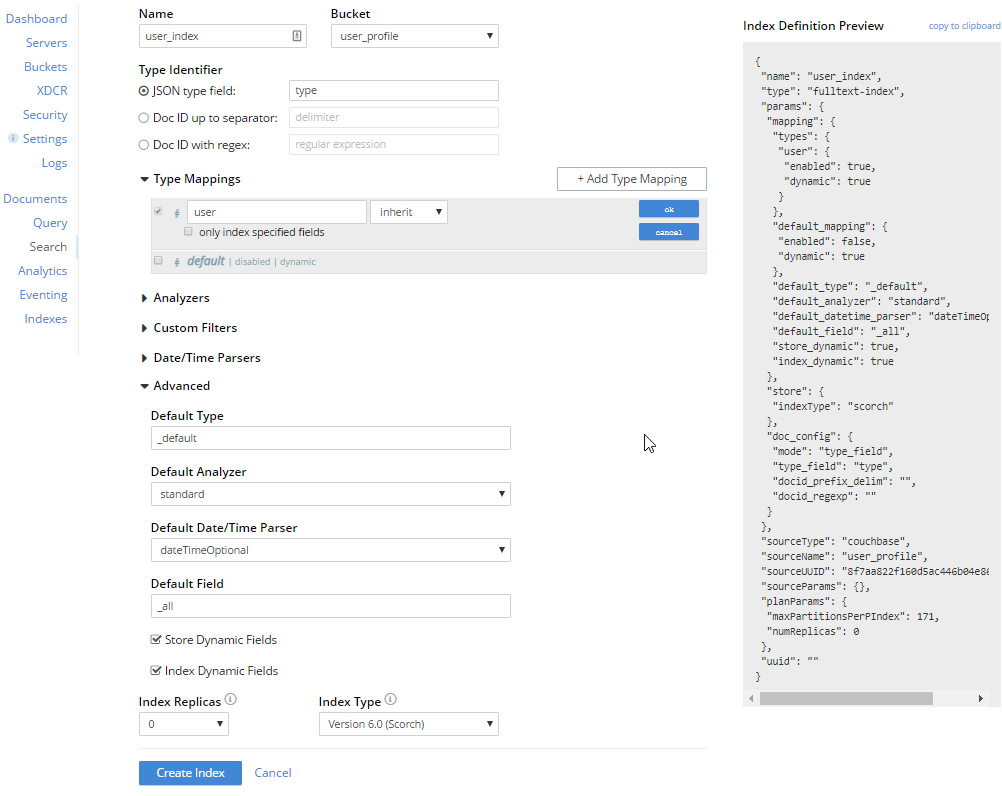 Dashboard
Servers
Buckets
XDCR
Security
Settings
Logs
Documents
Query
Search
Analytics
Eventing
Indexes
Name
Bucket
user_index
user_profile
Type Identifier
JSON type field:
type
Doc ID up to separator:
delimiter
Doc ID with regex:
regular expression
Type Mappings
+ Add Type Mapping
# user inherit ok
only index specified fields cancel
# default | disabled | dynamic
Analyzers
Custom Filters
Date/Time Parsers
Advanced
Default Type
_default
Default Analyzer
standard
Default Date/Time Parser
dateTimeOptional
Default Field
_all
Store Dynamic Fields
Index Dynamic Fields
Index Replicas
Index Type
0
Version 6.0 (Scorch)
Create Index
Cancel
Index Definition Preview
copy to clipboard
{
"name": "user_index",
"type": "fulltext-index",
"params": {
"mapping": {
"types": {
"user": {
"enabled": true,
"dynamic": true
}
},
"default_mapping": {
"enabled": false,
"dynamic": true
},
"default_type": "_default",
"default_analyzer": "standard",
"default_datetime_parser": "dateTimeOp
"default_field": "_all",
"store_dynamic": true,
"index_dynamic": true
},
"store": {
"indexType": "scorch"
},
"doc_config": {
"mode": "type_field",
"type_field": "type",
"docid_prefix_delim": "",
"docid_regexp": ""
}
},
"sourceType": "couchbase",
"sourceName": "user_profile",
"sourceUUID": "8f7aa822f160d5ac446b04e86
"sourceParams": {},
"planParams": {
"maxPartitionsPerPIndex": 171,
"numReplicas": 0
},
"uuid": ""
}